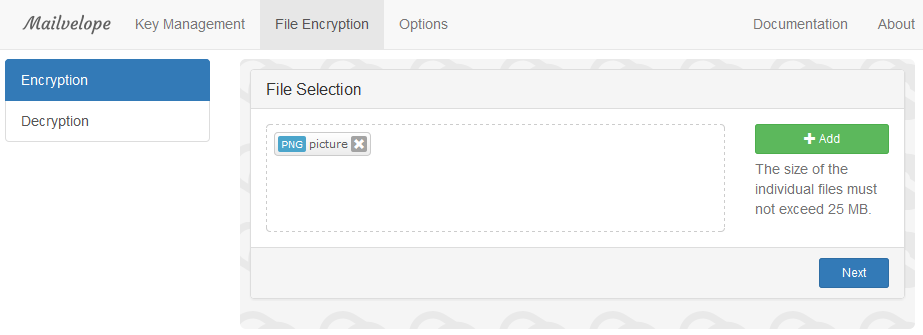 Mailvelope Key Management File Encryption Options Documentation About
Encryption
Decryption
File Selection
PNG picture
Add
The size of the
individual files must
not exceed 25 MB.
Next